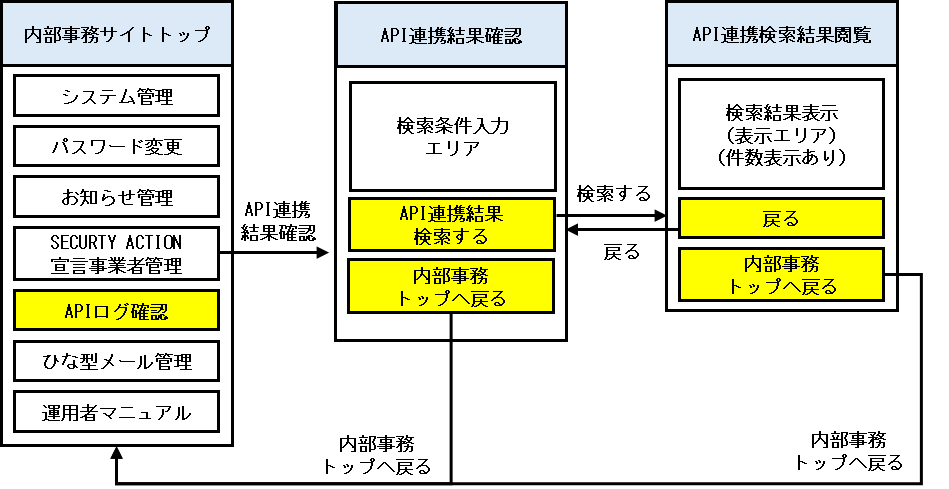 内部事務サイトトップ
システム管理
パスワード変更
お知らせ管理
SECURTY ACTION
宣言事業者管理
APIログ確認
ひな型メール管理
運用者マニュアル
API連携
結果確認
API連携結果確認
検索条件入力
エリア
API連携結果
検索する
内部事務
トップへ戻る
検索する
戻る
API連携検索結果閲覧
検索結果表示
(表示エリア)
(件数表示あり)
戻る
内部事務
トップへ戻る
内部事務
トップへ戻る
内部事務
トップへ戻る